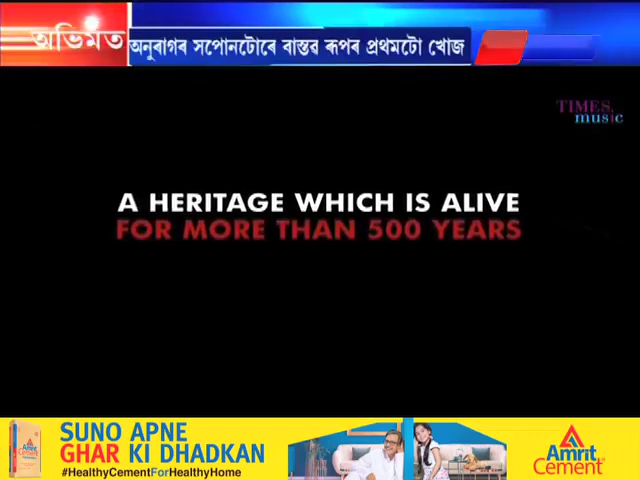 অভিমত
অনুৰাগৰ সপোনটোৰে বাস্তৱ ৰূপৰ প্ৰথমটো খোজ
TIMES
music
A HERITAGE WHICH IS ALIVE
FOR MORE THAN 500 YEARS
SUNO APNE
GHAR KI DHADKAN
#HealthyCementForHealthyHome
Amrit
Cement